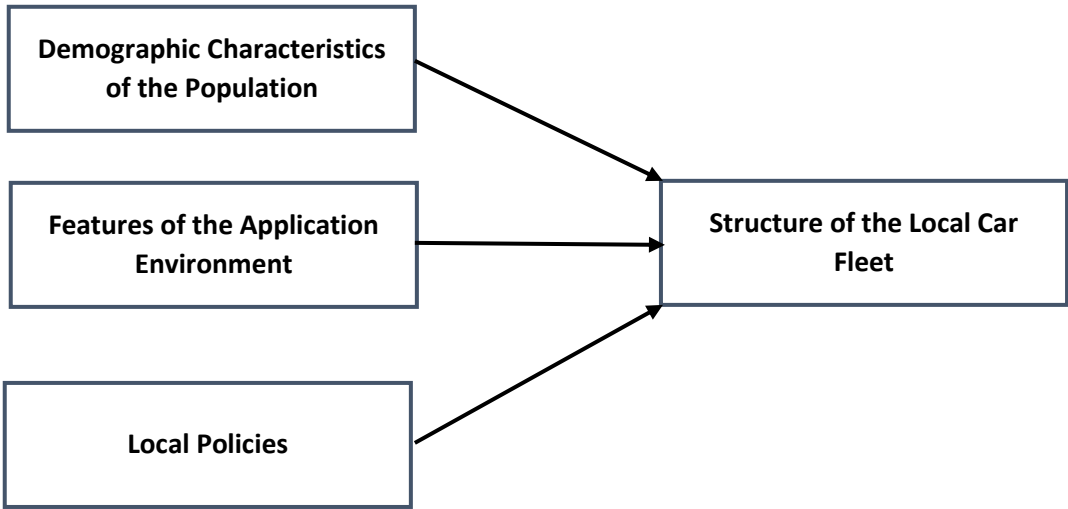 Demographic Characteristics
of the Population
Features of the Application
Environment
Structure of the Local Car
Fleet
Local Policies